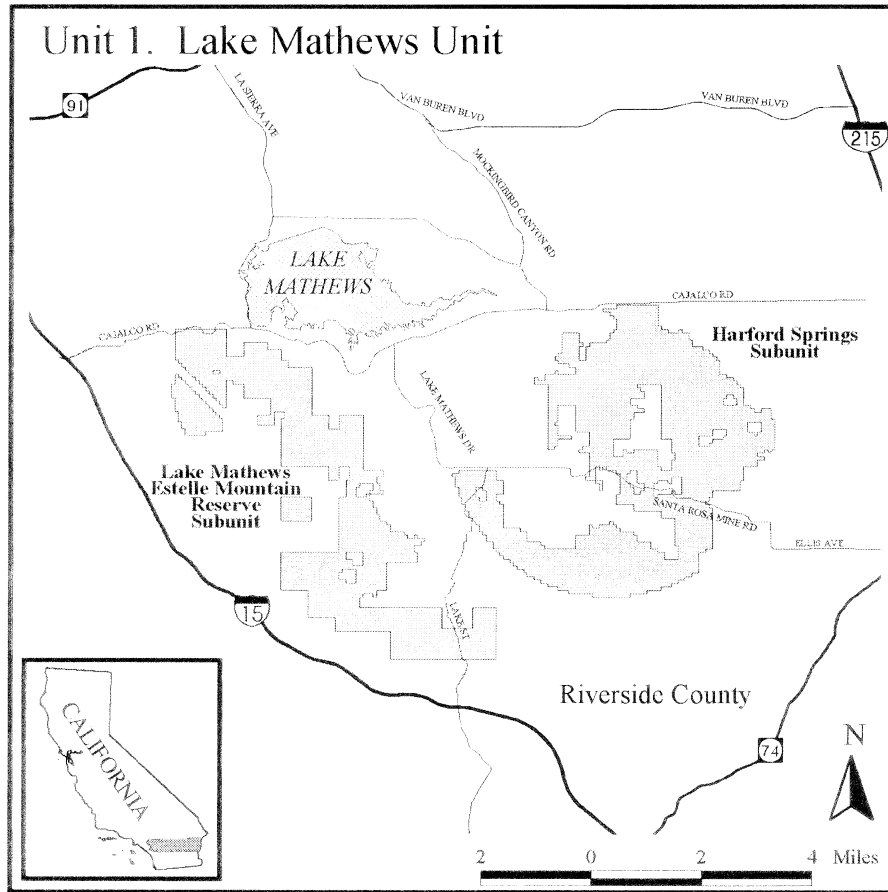 Unit 1. Lake Mathews Unit
91
LA SIERRA AVE
VAN BUREN BLVD
VAN BUREN BLVD
215
MOCKINGBIRD CANYON RD
LAKE
MATHEWS
CAJALCO RD
CAJALCO RD
Harford Springs
Subunit
LAKE MATHEWS DR
Lake Mathews
Estelle Mountain
Reserve
Subunit
SANTA ROSA MINE RD
ELLIS AVE
15
LAKE ST
Riverside County
CALIFORNIA
74
N
2 0 2 4 Miles